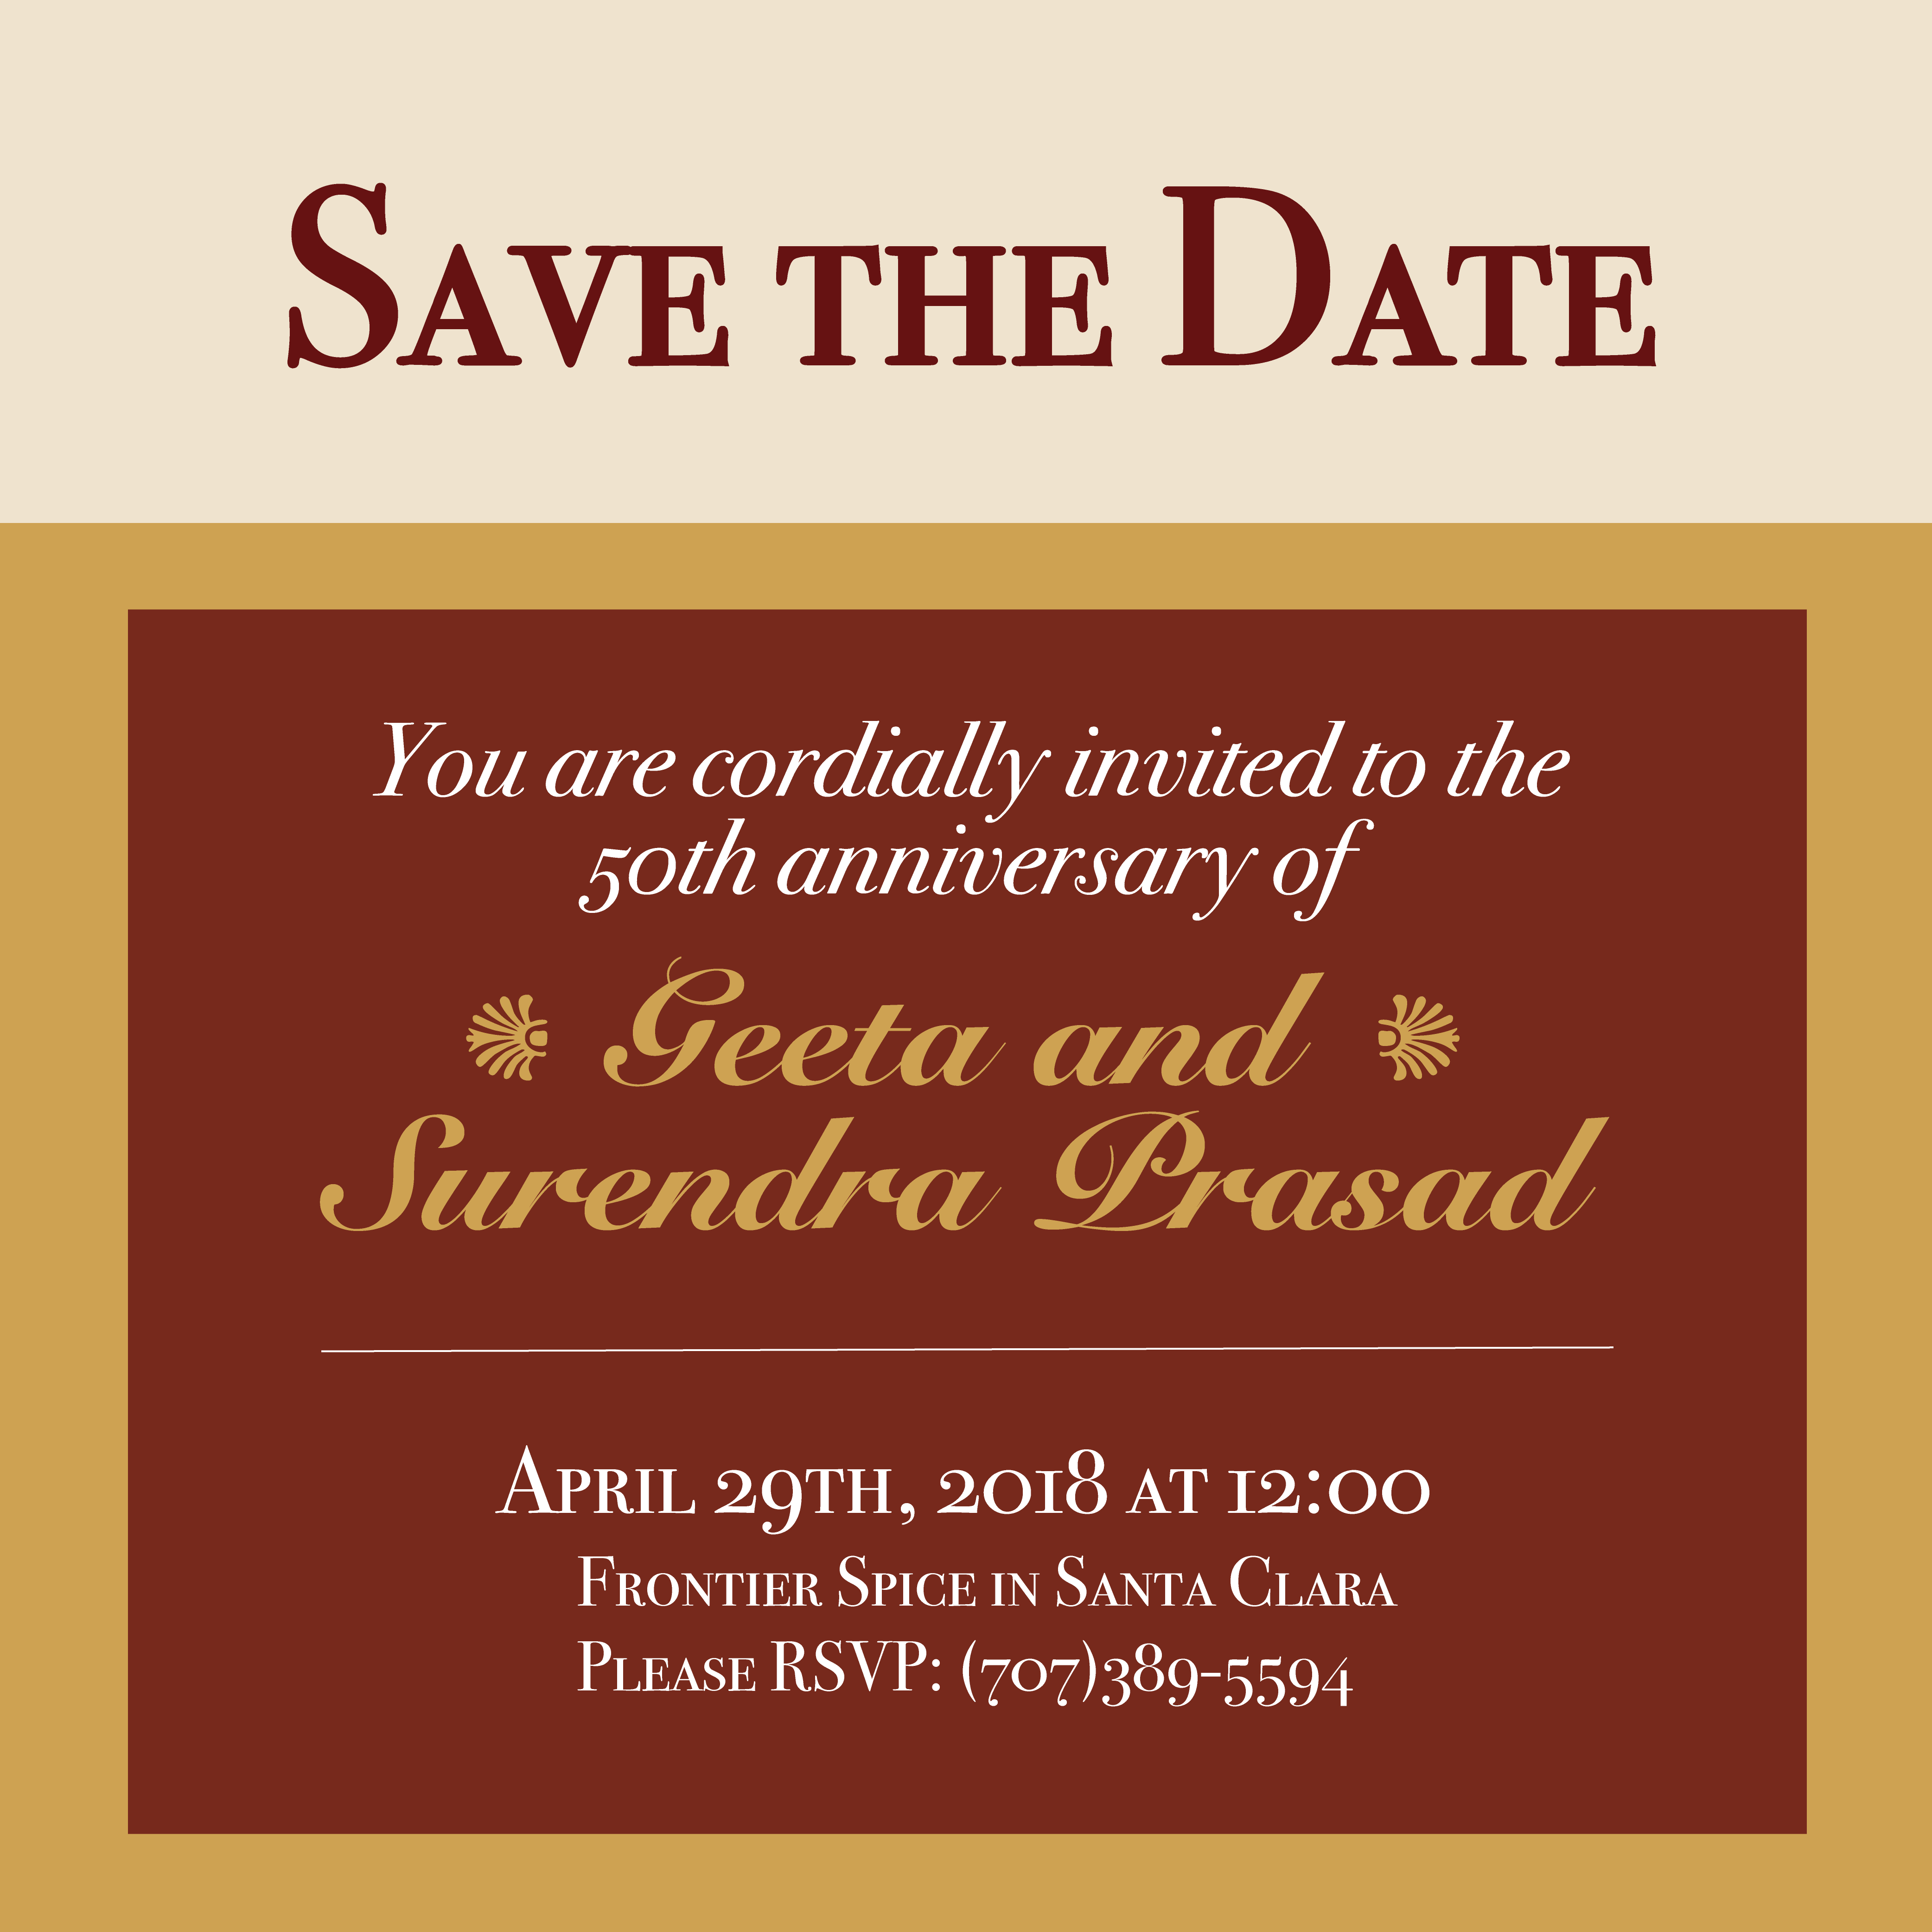 Save the Date
You are cordially invited to the
50th anniversary of
Geeta and
Surendra Prasad
April 29th, 2018 at 12:00
Frontier Spice in Santa Clara
Please RSVP: (707)389-5594